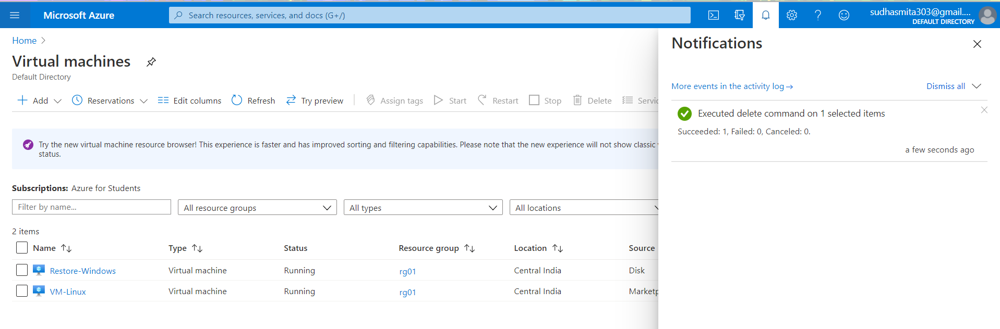 Microsoft Azure
Search resources, services, and docs (G+/)
sudhasmita303@gmail....
DEFAULT DIRECTORY
Home
Virtual machines
Default Directory
Add
Reservations
Edit columns
Refresh
Try preview
Assign tags
Start
Restart
Stop
Delete
Servic
Try the new virtual machine resource browser! This experience is faster and has improved sorting and filtering capabilities. Please note that the new experience will not show classic
status.
Subscriptions: Azure for Students
Filter by name...
All resource groups
All types
All locations
2 items
Name Type Status Resource group Location Source
Restore-Windows Virtual machine Running rg01 Central India Disk
VM-Linux Virtual machine Running rg01 Central India Marketp
Notifications
More events in the activity log→
Dismiss all
Executed delete command on 1 selected items
Succeeded: 1, Failed: 0, Canceled: 0.
a few seconds ago